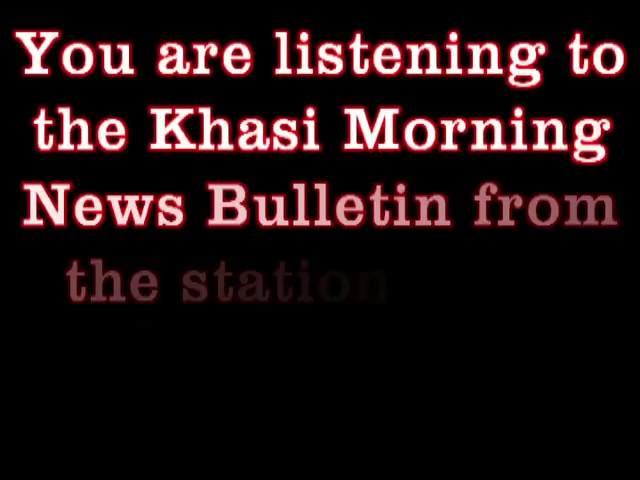 You are listening to
the Khasi Morning
News Bulletin from
the station